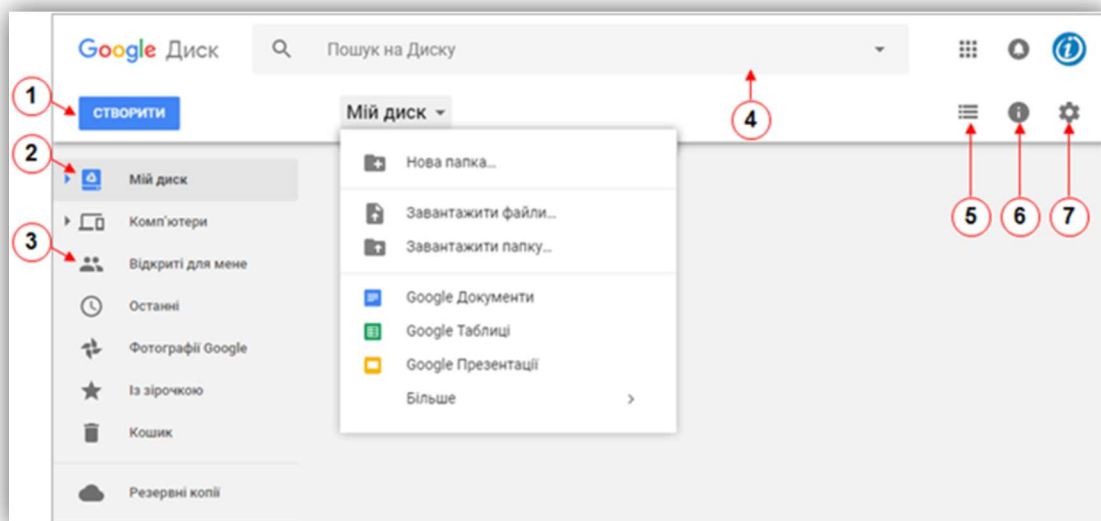 Google Диск
Пошук на Диску
1
СТВОРИТИ
Мій диск
4
2
Мій диск
Комп'ютери
3
Відкриті для мене
Останні
Фотографії Google
Із зірочкою
Кошик
Резервні копії
Нова папка...
Завантажити файли...
Завантажити папку...
Google Документи
Google Таблиці
Google Презентації
Більше
5 6 7